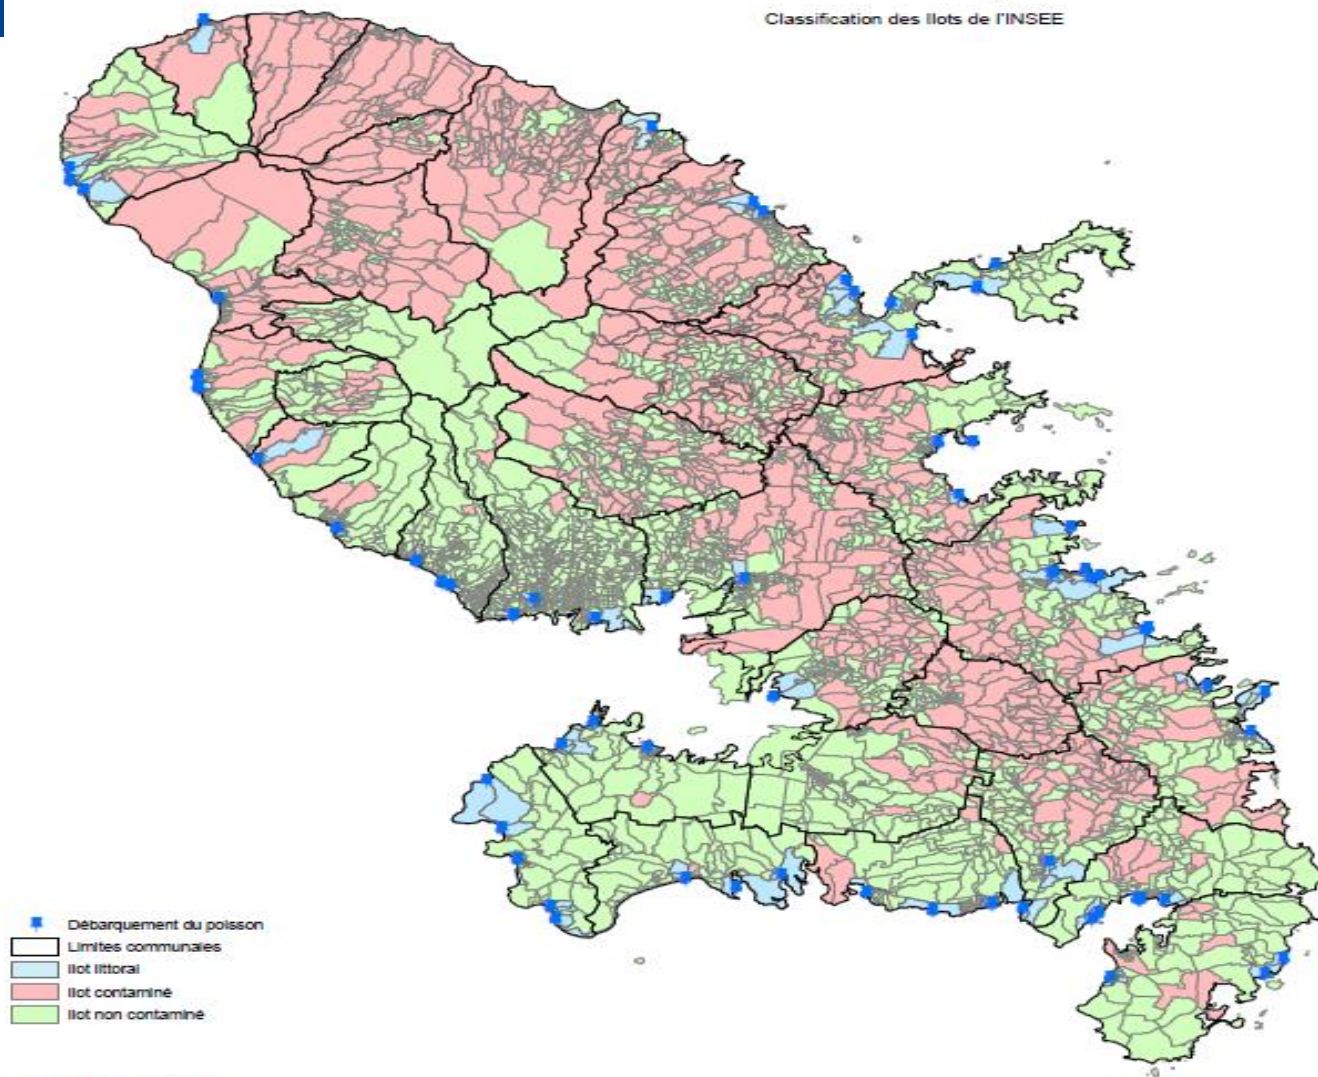 Classification des Ilots de l'INSEE
Débarquement du poisson
Limites communales
Ilot littoral
Ilot contaminé
Ilot non contaminé